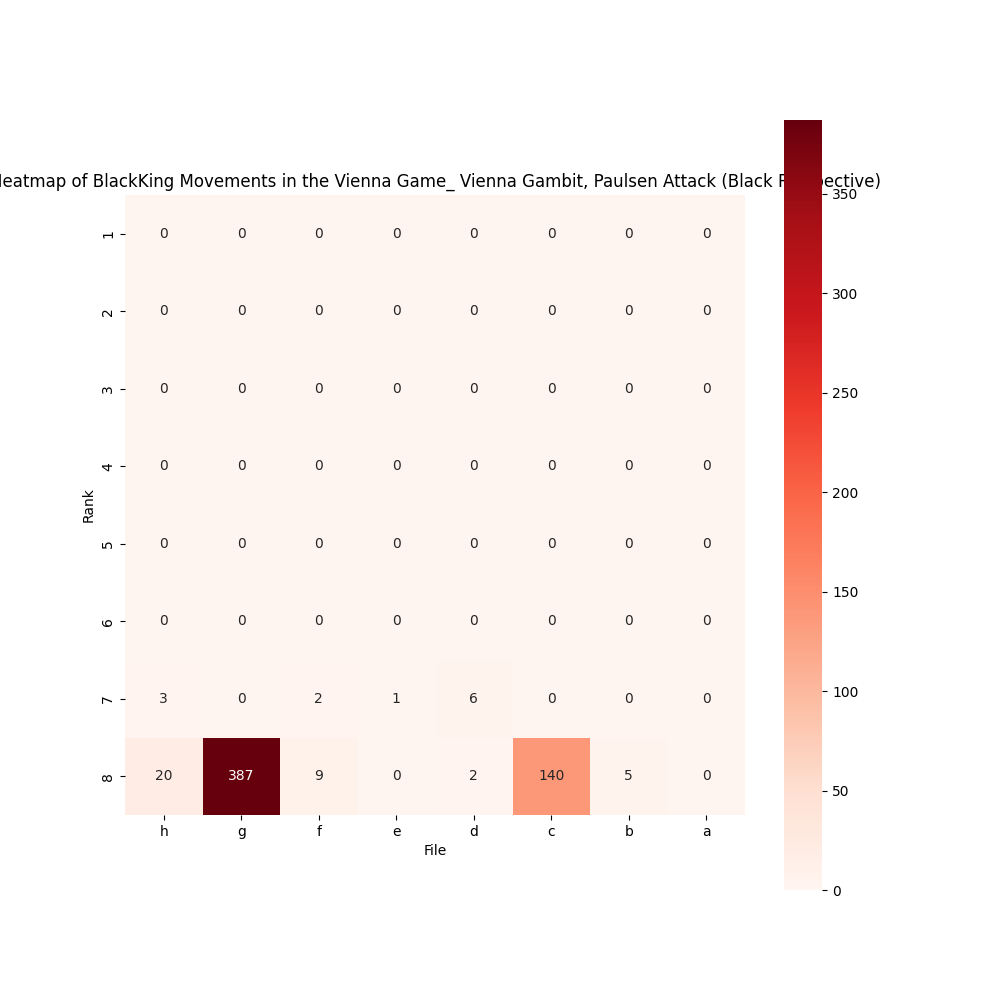 eatmap of BlackKing Movements in the Vienna Game_ Vienna Gambit, Paulsen Attack (Black
350
300
250
200
150
100
50
0
Rank
1 0 0 0 0 0 0 0 0
2 0 0 0 0 0 0 0 0
3 0 0 0 0 0 0 0 0
4 0 0 0 0 0 0 0 0
5 0 0 0 0 0 0 0 0
6 0 0 0 0 0 0 0 0
7 3 0 2 1 6 0 0 0
8 20 387 9 0 2 140 5 0
h g f e d c b a
File